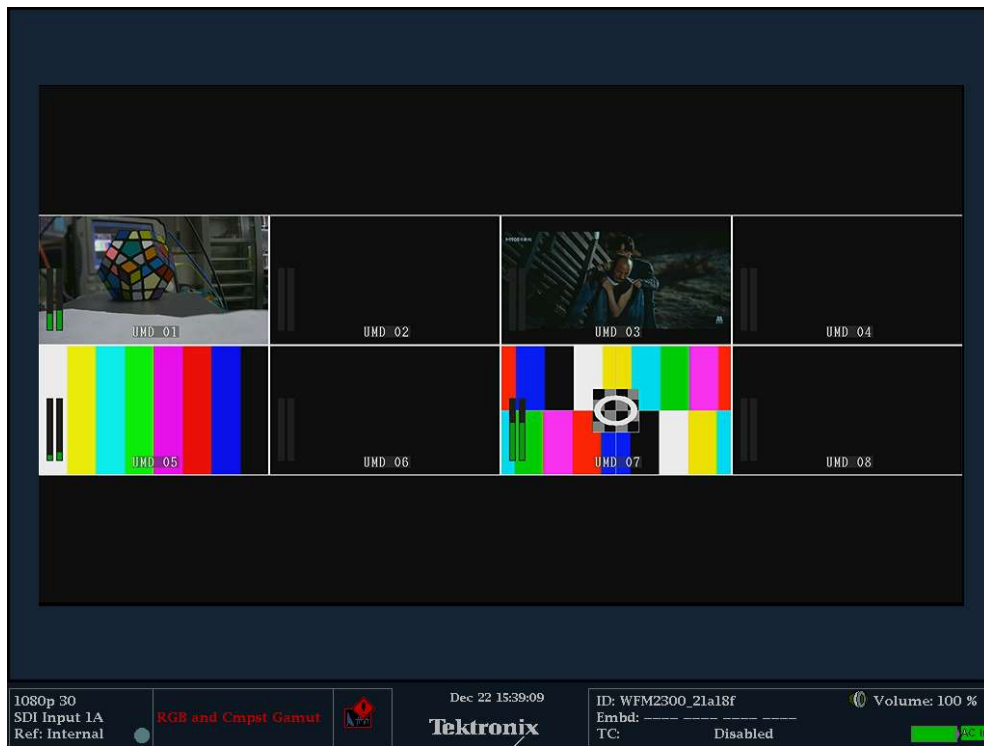 UMD 01
UMD 02
UMD 03
UMD 04
UMD 05
UMD 06
UMD 07
UMD 08
1080p 30
SDI Input 1A
Ref: Internal
RGB and Cmpst Gamut
Dec 22 15:39:09
Tektronix
ID: WFM2300_21a18f
Embd: ---- ---- ---- ----
TC: Disabled
Volume: 100 %